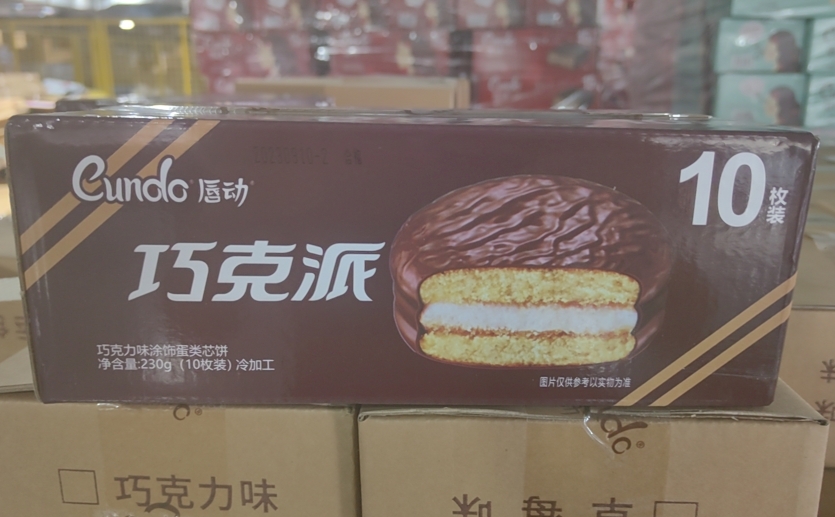 Cundo® 唇动®
10枚装
巧克派
巧克力味涂饰蛋类芯饼
净含量:230g（10枚装）冷加工
图片仅供参考以实物为准
巧克力味